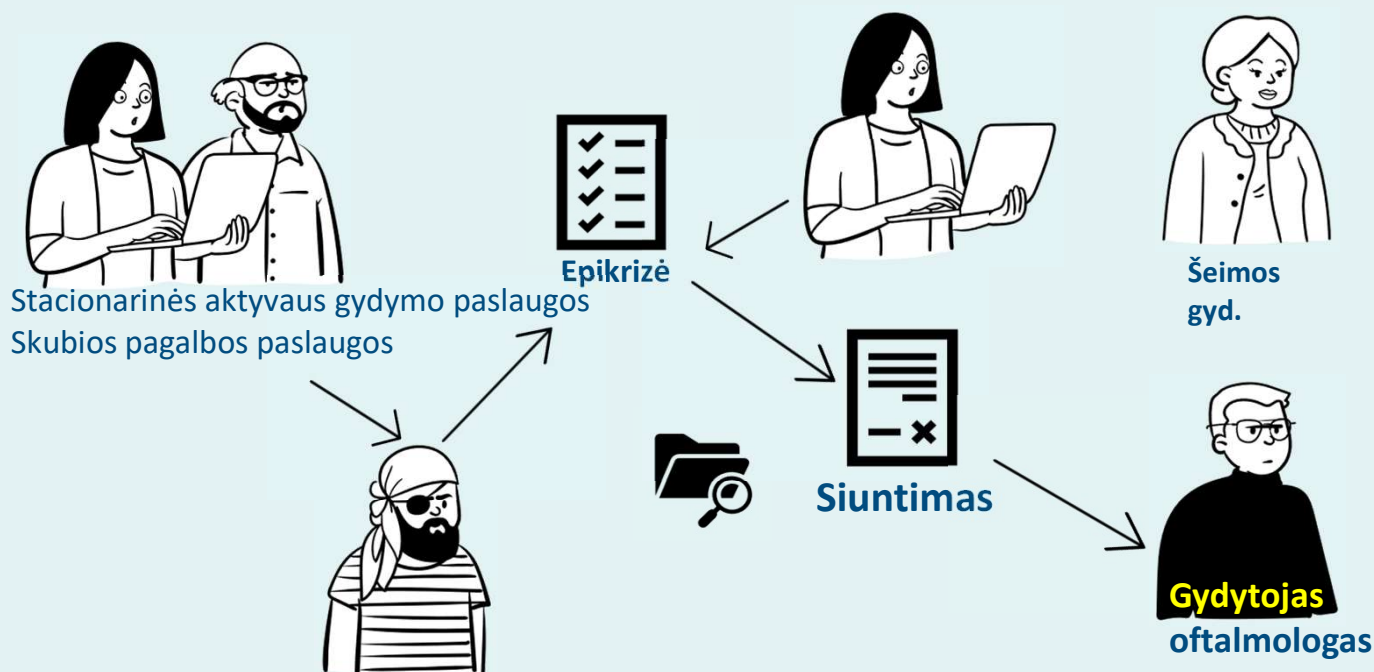 Epikrizė
Stacionarinės aktyvaus gydymo paslaugos
Skubios pagalbos paslaugos
Šeimos
gyd.
Siuntimas
Gydytojas
oftalmologas